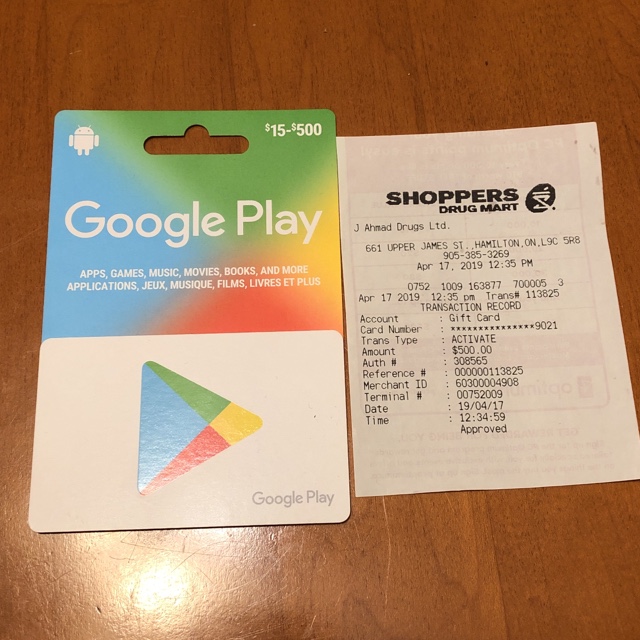 $15-$500
Google Play
APPS, GAMES, MUSIC, MOVIES, BOOKS, AND MORE
APPLICATIONS, JEUX, MUSIQUE, FILMS, LIVRES ET PLUS
Google Play
SHOPPERS
DRUG MART
J Ahmad Drugs Ltd.
661 UPPER JAMES ST.,HAMILTON,ON,L9C 5R8
905-385-3269
Apr 17, 2019 12:35 PM
0752 1009 163877 700005 3
Apr 17 2019 12:35 pm Trans# 113825
TRANSACTION RECORD
Account : Gift Card
Card Number : ***************9021
Trans Type : ACTIVATE
Amount : $500.00
Auth # : 308565
Reference # : 000000113825
Merchant ID : 60300004908
Terminal # : 00752009
Date : 19/04/17
Time : 12:34:59
Approved